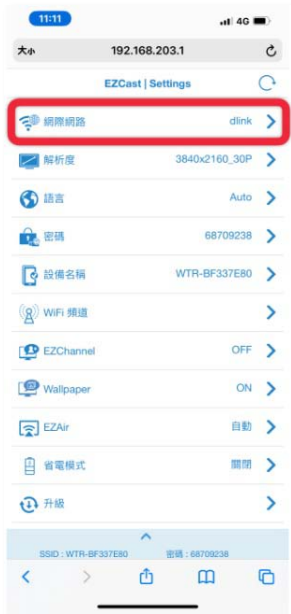 11:11 4G
大小 192.168.203.1
EZCast | Settings
網際網路 dlink
解析度 3840x2160_30P
語言 Auto
密碼 68709238
設備名稱 WTR-BF337E80
WiFi 頻道
EZChannel OFF
Wallpaper ON
EZAir 自動
省電模式 關閉
升級
SSID : WTR-BF337E80 密碼 : 68709238